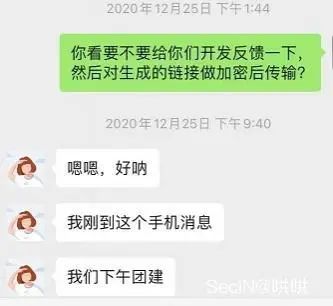 2020年12月25日 下午1:44
你看要不要给你们开发反馈一下，
然后对生成的链接做加密后传输？
2020年12月25日 下午9:40
嗯嗯，好呐
我刚到这个手机消息
我们下午团建
SecIN@哄哄